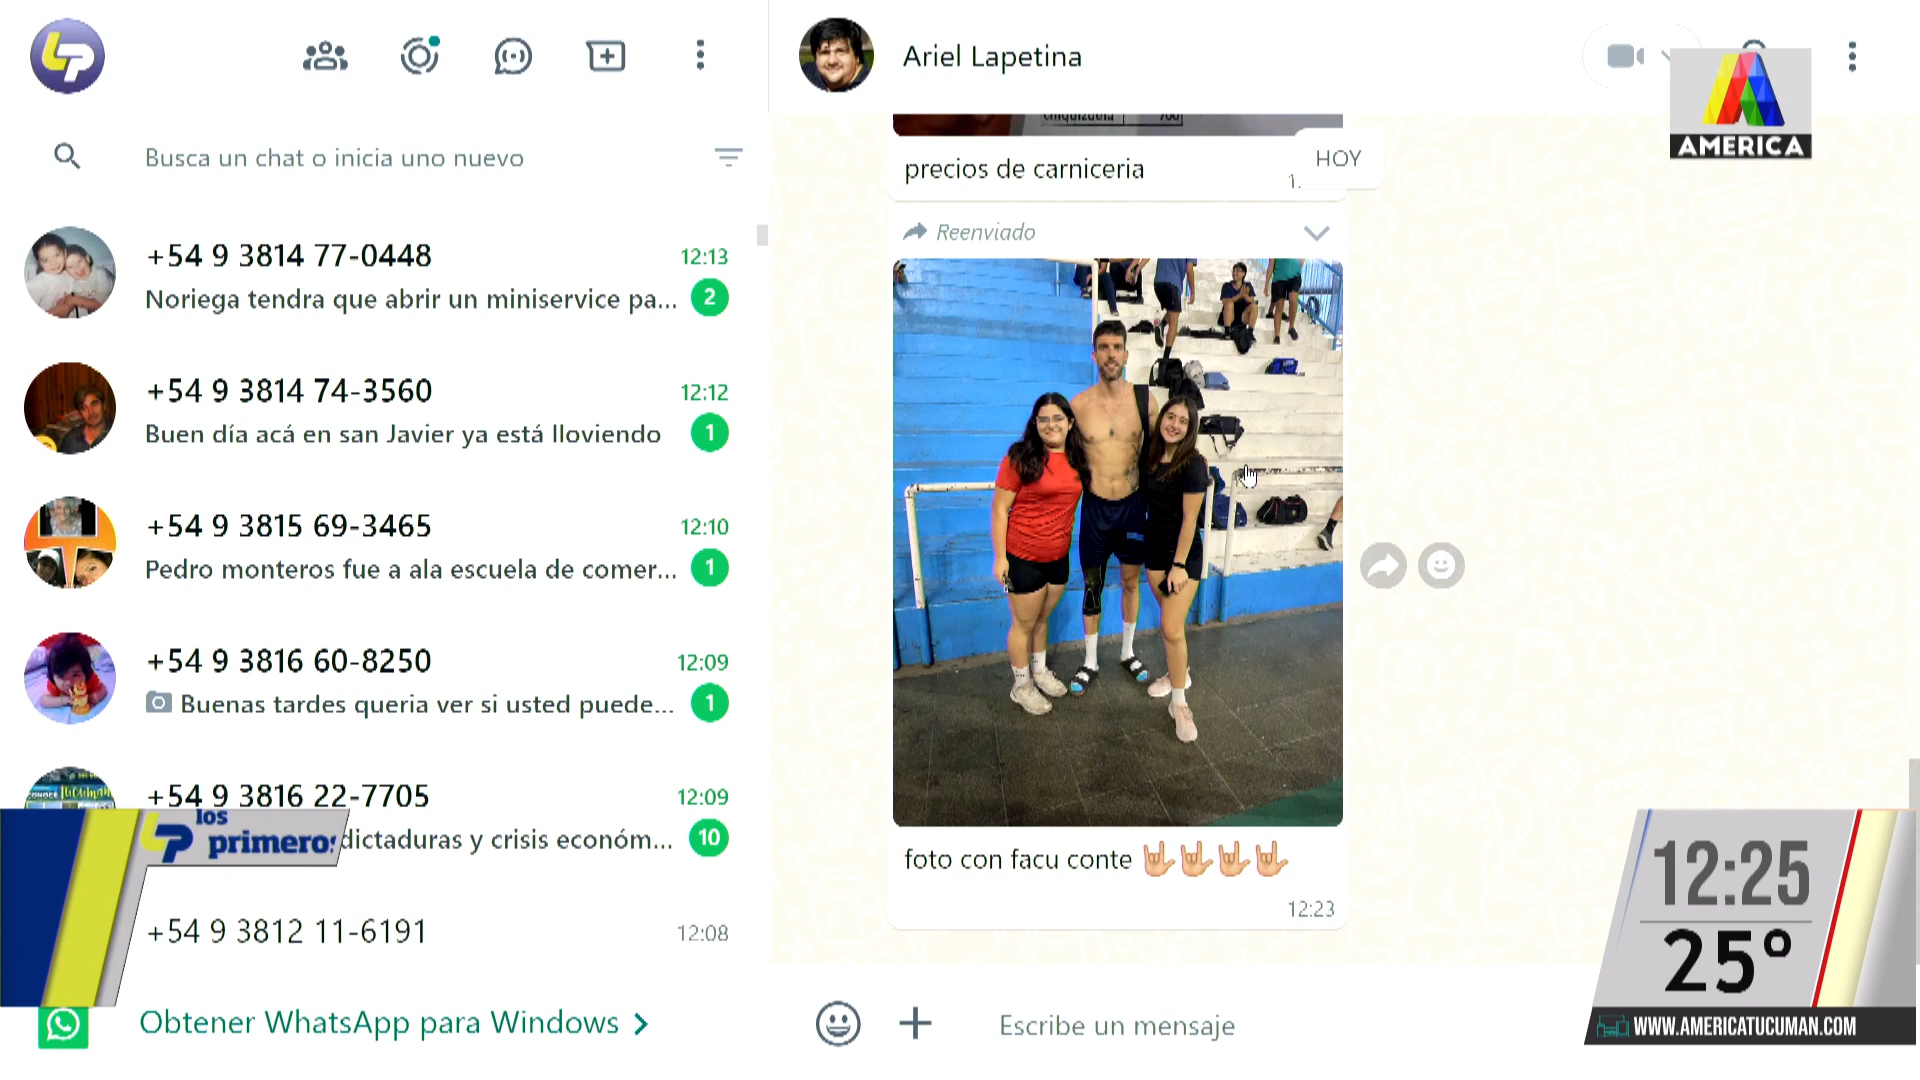 LP
Busca un chat o inicia uno nuevo
+54 9 3814 77-0448
12:13
Noriega tendra que abrir un miniservice pa...
2
+54 9 3814 74-3560
12:12
Buen día acá en san Javier ya está lloviendo
1
+54 9 3815 69-3465
12:10
Pedro monteros fue a ala escuela de comer...
1
+54 9 3816 60-8250
12:09
Buenas tardes queria ver si usted puede...
1
+54 9 3816 22-7705
12:09
dictaduras y crisis económ...
10
LP los primeros
+54 9 3812 11-6191
12:08
Obtener WhatsApp para Windows
Ariel Lapetina
AMERICA
700
precios de carniceria
HOY
Reenviado
foto con facu conte 🤟🤟🤟🤟
12:23
Escribe un mensaje
12:25
25°
WWW.AMERICATUCUMAN.COM